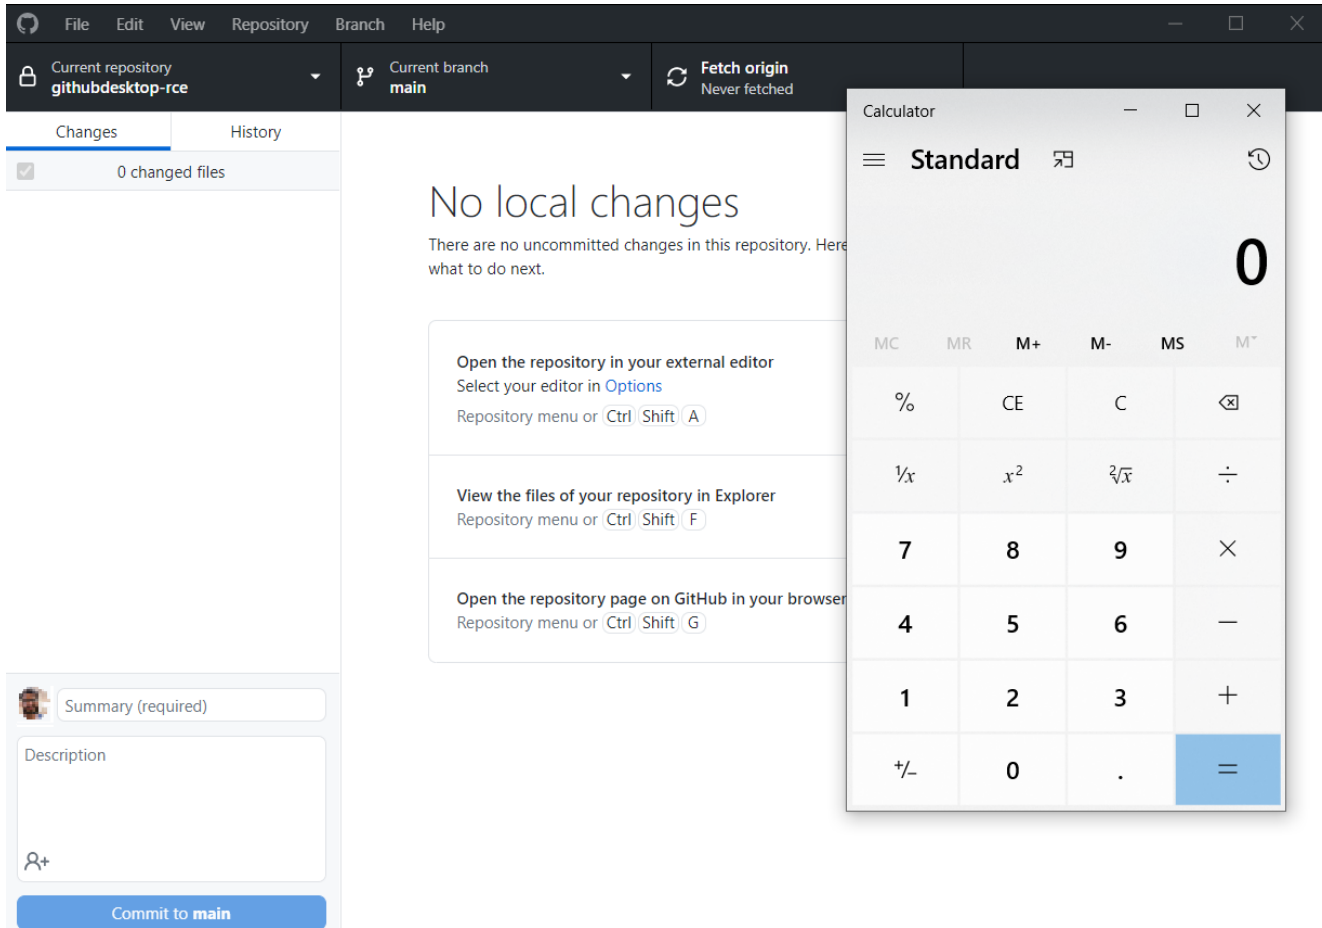 File Edit View Repository Branch Help
Current repository
githubdesktop-rce
Current branch
main
Fetch origin
Never fetched
Changes History
0 changed files
No local changes
There are no uncommitted changes in this repository. Here
what to do next.
Open the repository in your external editor
Select your editor in Options
Repository menu or Ctrl Shift A
View the files of your repository in Explorer
Repository menu or Ctrl Shift F
Open the repository page on GitHub in your browser
Repository menu or Ctrl Shift G
Summary (required)
Description
Commit to main
Calculator
Standard
0
MC MR M+ M- MS M˅
% CE C
¹/x x² ²√x ÷
7 8 9 ×
4 5 6 −
1 2 3 +
+/− 0 . =